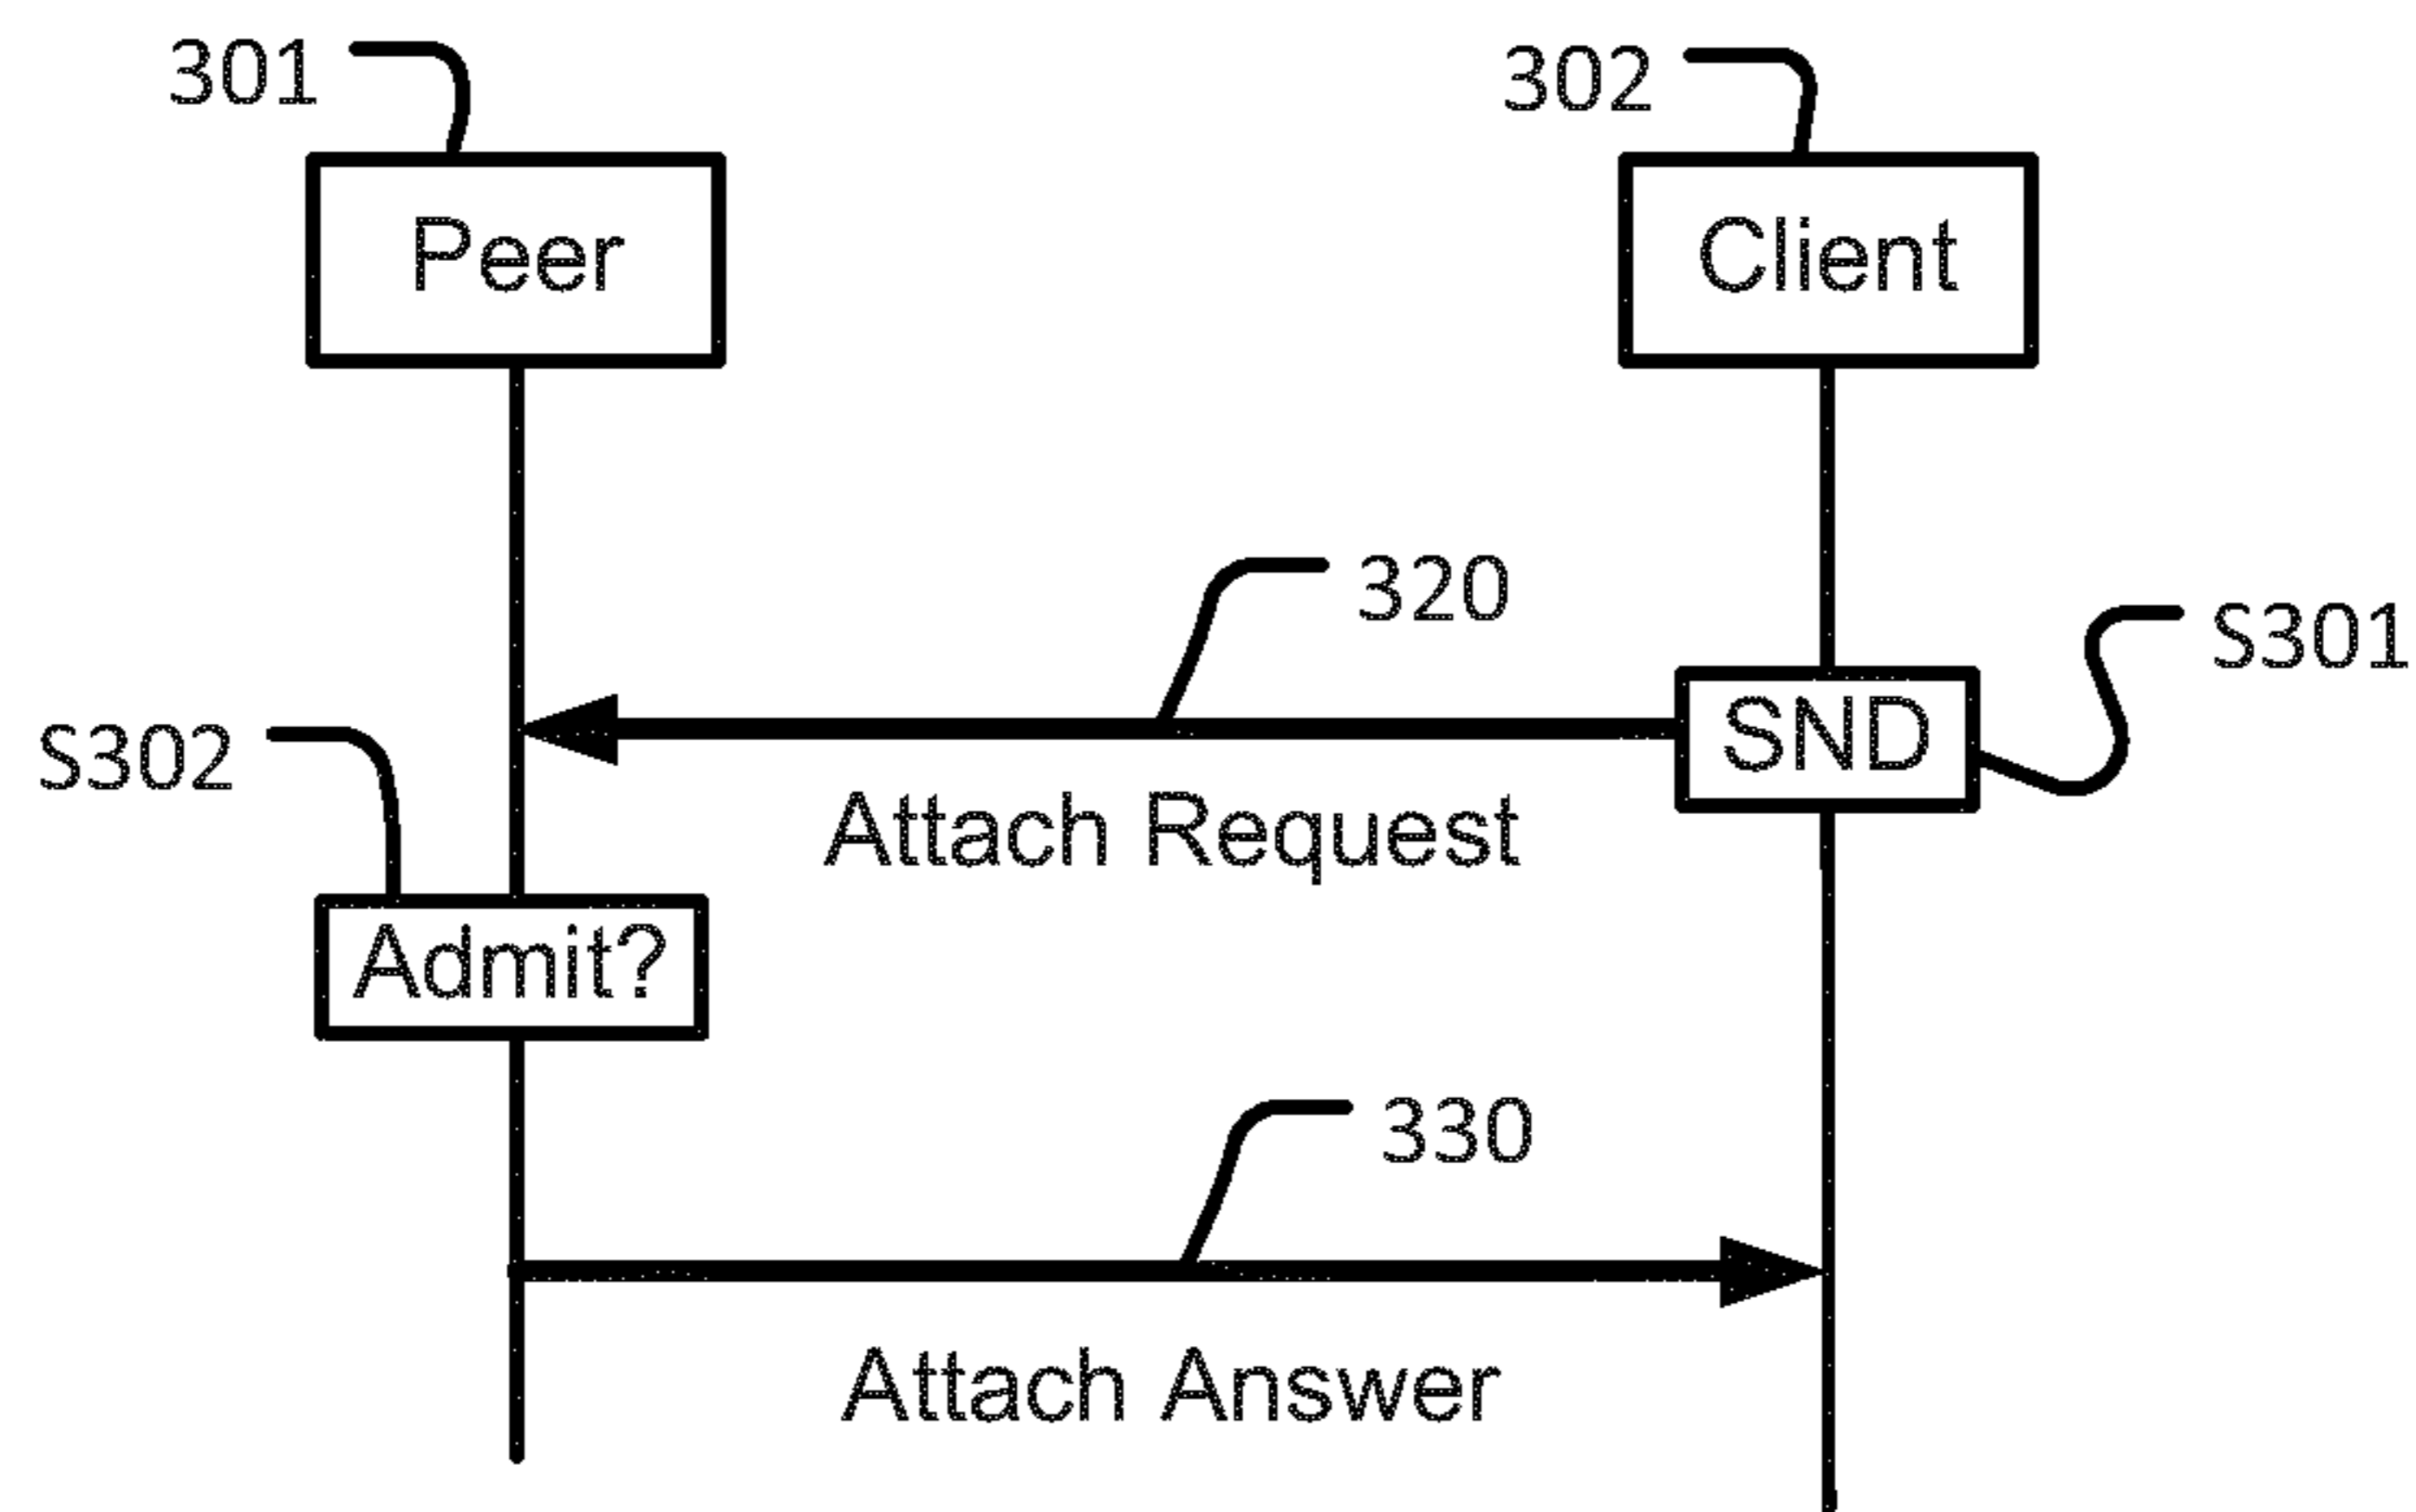 301
302
Peer
Client
320
S301
SND
S302
Attach Request
Admit?
330
Attach Answer